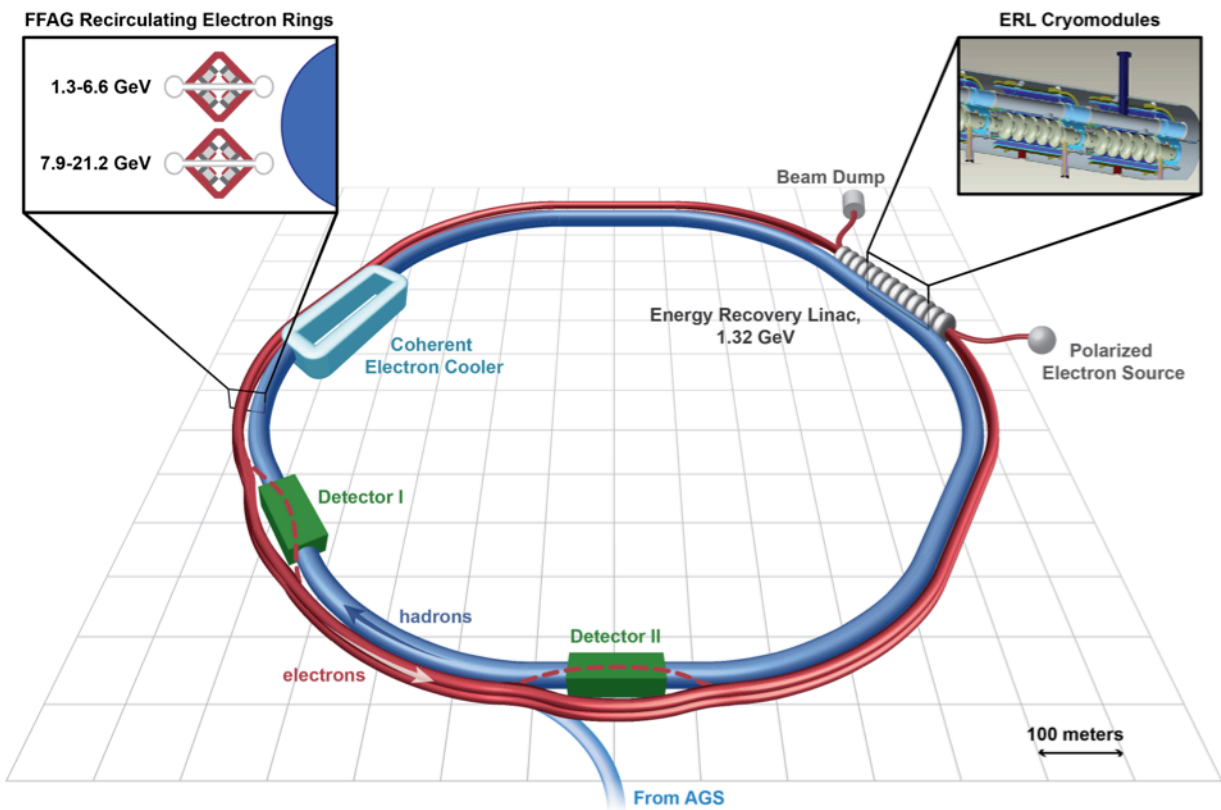 FFAG Recirculating Electron Rings
1.3-6.6 GeV
7.9-21.2 GeV
ERL Cryomodules
Beam Dump
Energy Recovery Linac,
1.32 GeV
Polarized
Electron Source
Coherent
Electron Cooler
Detector I
hadrons
electrons
Detector II
100 meters
From AGS